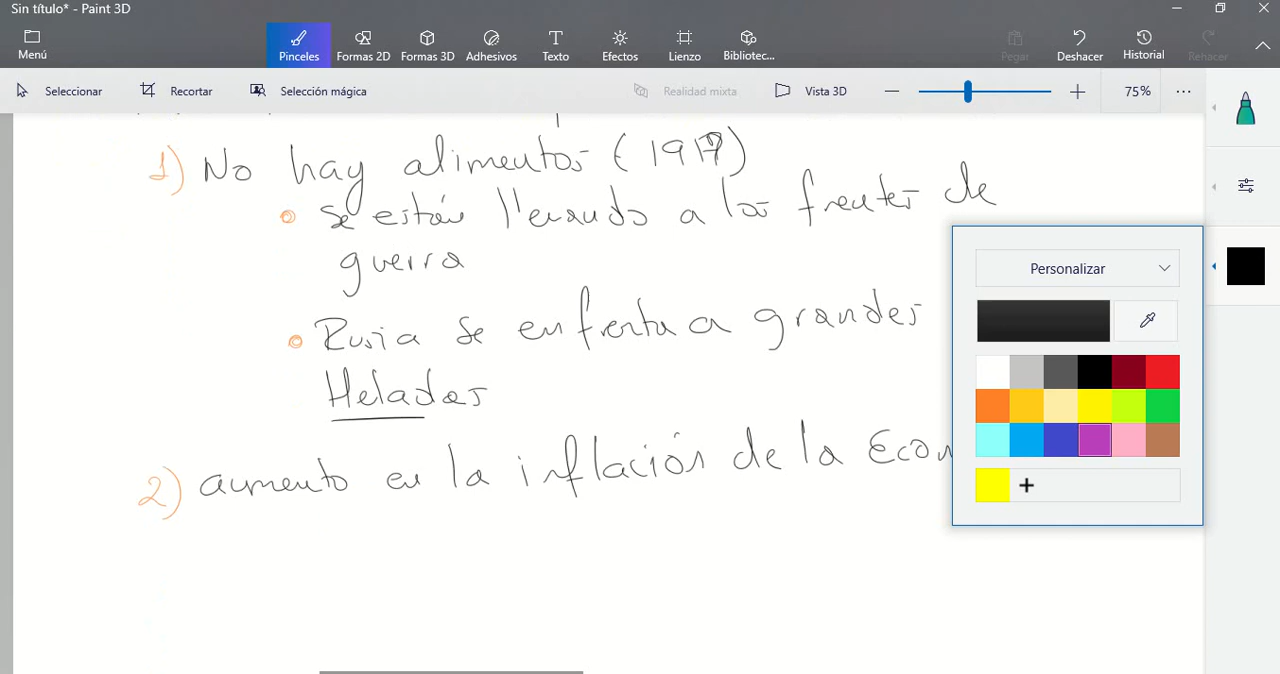 Sin título* - Paint 3D
Menú
Pinceles Formas 2D Formas 3D Adhesivos Texto Efectos Lienzo Bibliotec... Pegar Deshacer Historial Rehacer
Seleccionar Recortar Selección mágica Realidad mixta Vista 3D 75%
1) No hay alimentos (1917)
se están llevando a los frentes de
guerra
Personalizar
Rusia se enfrenta a grandes
Heladas
2) aumento en la inflación de la Econ